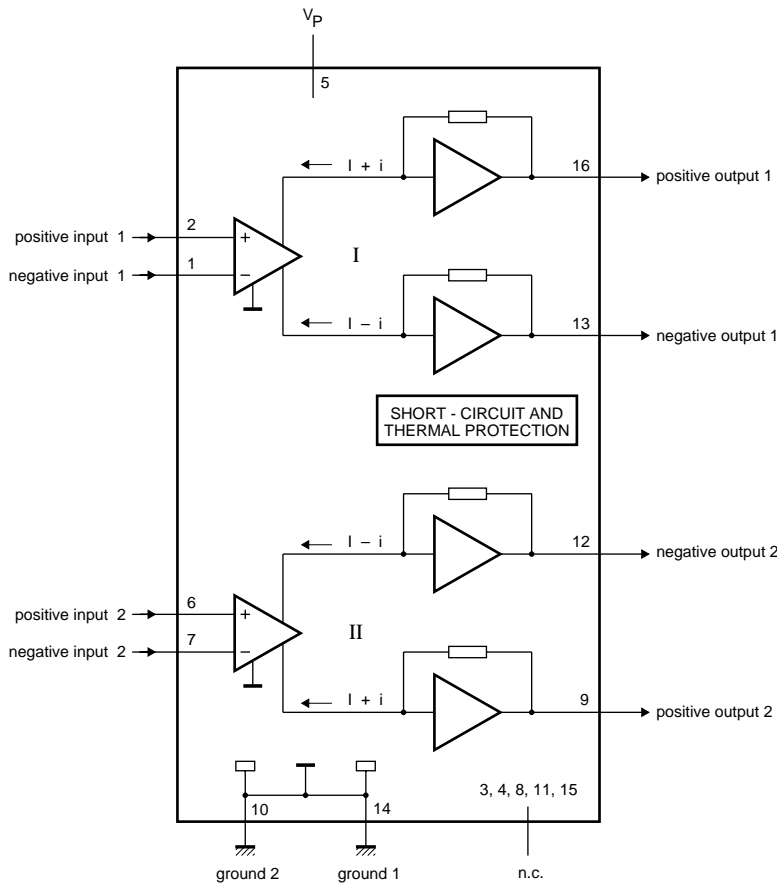 VP
5
I + i
16
positive output 1
positive input 1
2
+
I
negative input 1
1
−
I − i
13
negative output 1
SHORT - CIRCUIT AND
THERMAL PROTECTION
I − i
12
negative output 2
positive input 2
6
+
II
negative input 2
7
−
I + i
9
positive output 2
3, 4, 8, 11, 15
10
14
ground 2
ground 1
n.c.